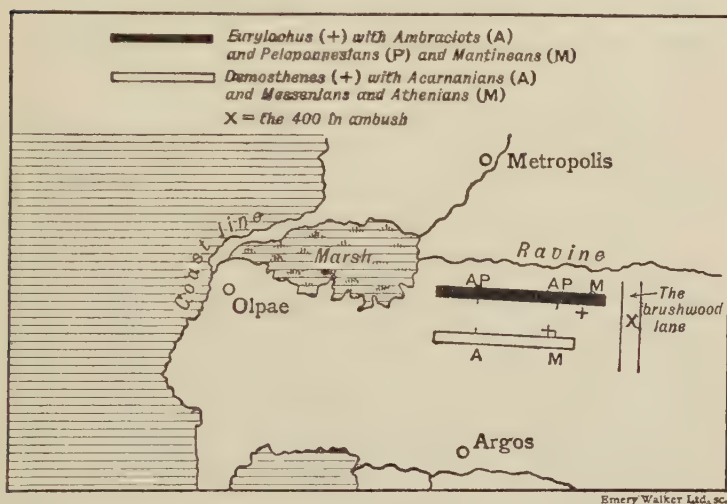 Eurylochus (+) with Ambraciots (A)
and Peloponnesians (P) and Mantineans (M)
Demosthenes (+) with Acarnanians (A)
and Messenians and Athenians (M)
X = the 400 in ambush
Metropolis
Coast line
Marsh
Ravine
Olpae
AP AP M
+
The
brushwood
lane
X
+
A M
Argos
Emery Walker Ltd. sc.